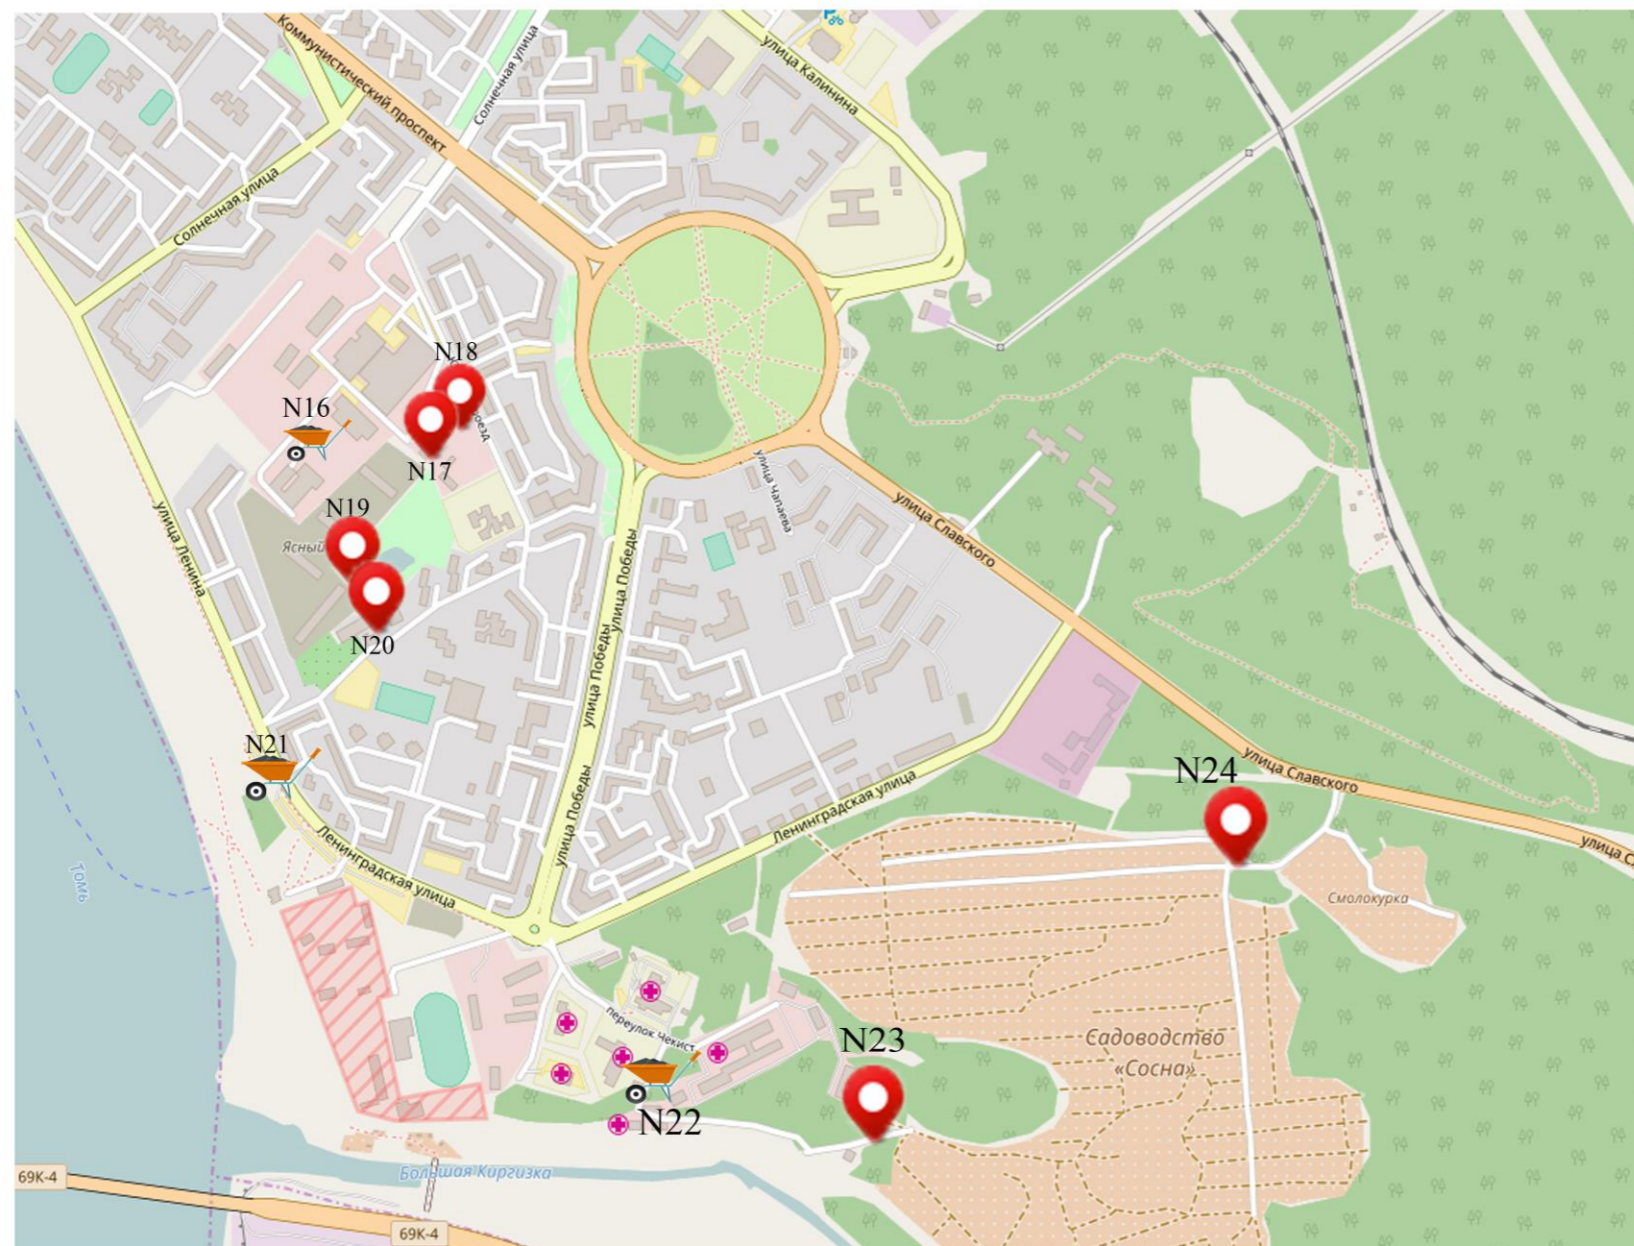 Коммунистический проспект
Солнечная улица
улица Калинина
Солнечная улица
N18
N16
оезд
N17
улица Чапаева
улица Славского
N19
Ясный
улица Ленина
улица Победы
N20
улица Победы
N21
улица Славского
N24
улица Победы
Ленинградская улица
улица С
Ленинградская улица
Томь
Смолокурка
переулок Чекист
N23
Садоводство
«Сосна»
N22
Большая Киргизка
69К-4
69К-4